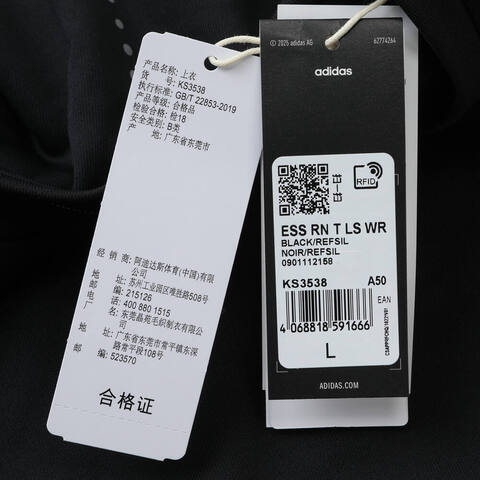 产品名称: 上衣
货 号: KS3538
执行标准: GB/T 22853-2019
产品等级: 合格品
检验合格: 检18
安全类别: B类
产 地: 广东省东莞市
经 销 商: 阿迪达斯体育(中国)有限
公司
地 址: 苏州工业园区唯胜路508号
邮 编: 215126
电 话: 400 880 1515
厂 名: 东莞晶苑毛织制衣有限公
司
地 址: 广东省东莞市常平镇东深
路常平段108号
邮 编: 523570
合格证
© 2025 adidas AG
62774264
adidas
RFID
ESS RN T LS WR
BLACK/REFSIL
NOIR/REFSIL
0901112158
KS3538 A50
EAN
4 068818 591666
L
ADIDAS.COM